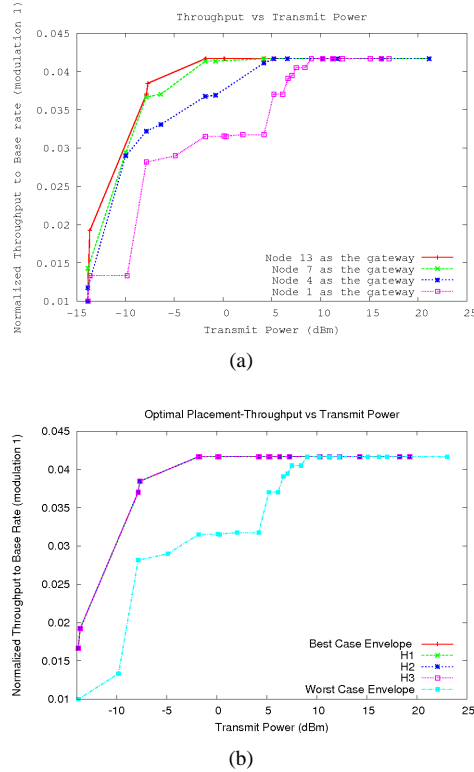 Throughput vs Transmit Power
Normalized Throughput to Base rate (modulation 1)
0.045
0.04
0.035
0.03
0.025
0.02
0.015
0.01
Node 13 as the gateway
Node 7 as the gateway
Node 4 as the gateway
Node 1 as the gateway
-15 -10 -5 0 5 10 15 20 25
Transmit Power (dBm)
(a)
Optimal Placement-Throughput vs Transmit Power
Normalized Throughput to Base Rate (modulation 1)
0.045
0.04
0.035
0.03
0.025
0.02
0.015
0.01
Best Case Envelope
H1
H2
H3
Worst Case Envelope
-10 -5 0 5 10 15 20 25
Transmit Power (dBm)
(b)